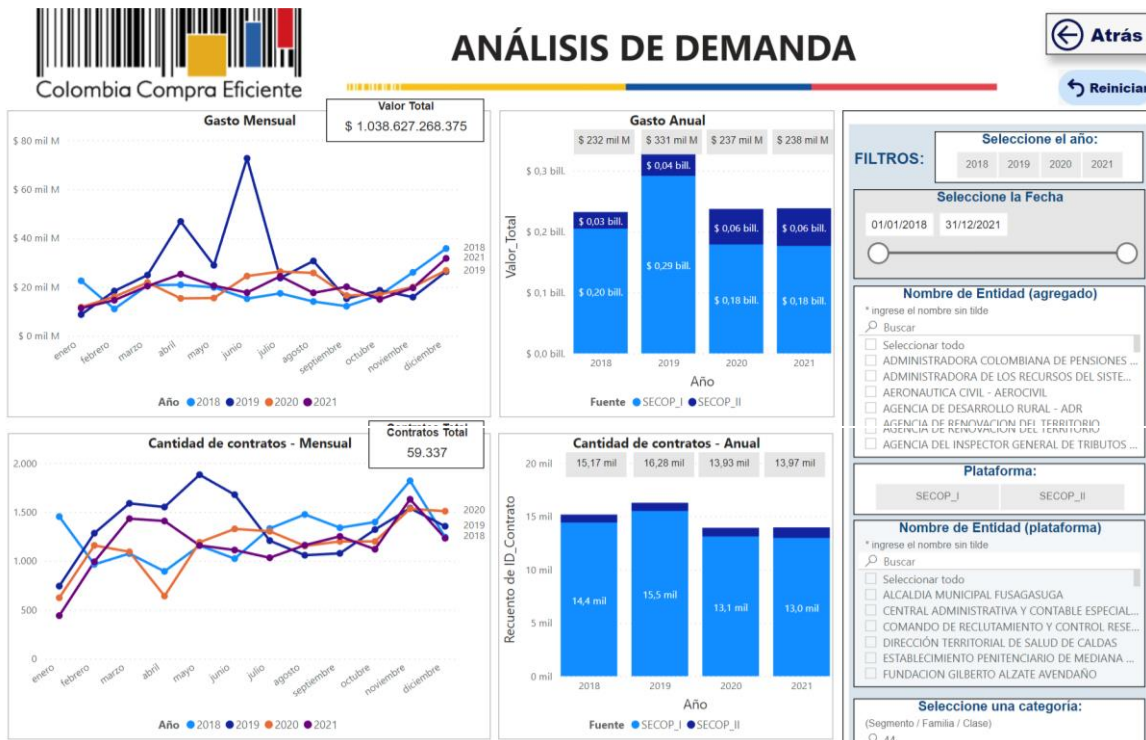 Colombia Compra Eficiente
ANÁLISIS DE DEMANDA
Atrás
Reiniciar
Gasto Mensual
Valor Total
$ 1.038.627.268.375
$ 80 mil M
$ 60 mil M
$ 40 mil M
$ 20 mil M
$ 0 mil M
2018
2021
2019
enero
febrero
marzo
abril
mayo
junio
julio
agosto
septiembre
octubre
noviembre
diciembre
Año 2018 2019 2020 2021
Gasto Anual
$ 232 mil M $ 331 mil M $ 237 mil M $ 238 mil M
Valor_Total
$ 0,3 bill.
$ 0,2 bill.
$ 0,1 bill.
$ 0,0 bill.
$ 0,03 bill. $ 0,04 bill. $ 0,06 bill. $ 0,06 bill.
$ 0,20 bill. $ 0,29 bill. $ 0,18 bill. $ 0,18 bill.
2018 2019 2020 2021
Año
Fuente SECOP_I SECOP_II
Cantidad de contratos - Mensual
Contratos Total
59.337
2.000
1.500
1.000
500
0
2020
2019
2018
enero
febrero
marzo
abril
mayo
junio
julio
agosto
septiembre
octubre
noviembre
diciembre
Año 2018 2019 2020 2021
Cantidad de contratos - Anual
15,17 mil 16,28 mil 13,93 mil 13,97 mil
Recuento de ID_Contrato
20 mil
15 mil
10 mil
5 mil
0 mil
14,4 mil 15,5 mil 13,1 mil 13,0 mil
2018 2019 2020 2021
Año
Fuente SECOP_I SECOP_II
FILTROS:
Seleccione el año:
2018 2019 2020 2021
Seleccione la Fecha
01/01/2018 31/12/2021
Nombre de Entidad (agregado)
* ingrese el nombre sin tilde
Buscar
Seleccionar todo
ADMINISTRADORA COLOMBIANA DE PENSIONES ...
ADMINISTRADORA DE LOS RECURSOS DEL SISTE...
AERONAUTICA CIVIL - AEROCIVIL
AGENCIA DE DESARROLLO RURAL - ADR
AGENCIA DE RENOVACION DEL TERRITORIO
AGENCIA DEL INSPECTOR GENERAL DE TRIBUTOS ...
Plataforma:
SECOP_I SECOP_II
Nombre de Entidad (plataforma)
* ingrese el nombre sin tilde
Buscar
Seleccionar todo
ALCALDIA MUNICIPAL FUSAGASUGA
CENTRAL ADMINISTRATIVA Y CONTABLE ESPECIAL...
COMANDO DE RECLUTAMIENTO Y CONTROL RESE...
DIRECCIÓN TERRITORIAL DE SALUD DE CALDAS
ESTABLECIMIENTO PENITENCIARIO DE MEDIANA ...
FUNDACION GILBERTO ALZATE AVENDAÑO
Seleccione una categoría:
(Segmento / Familia / Clase)
44